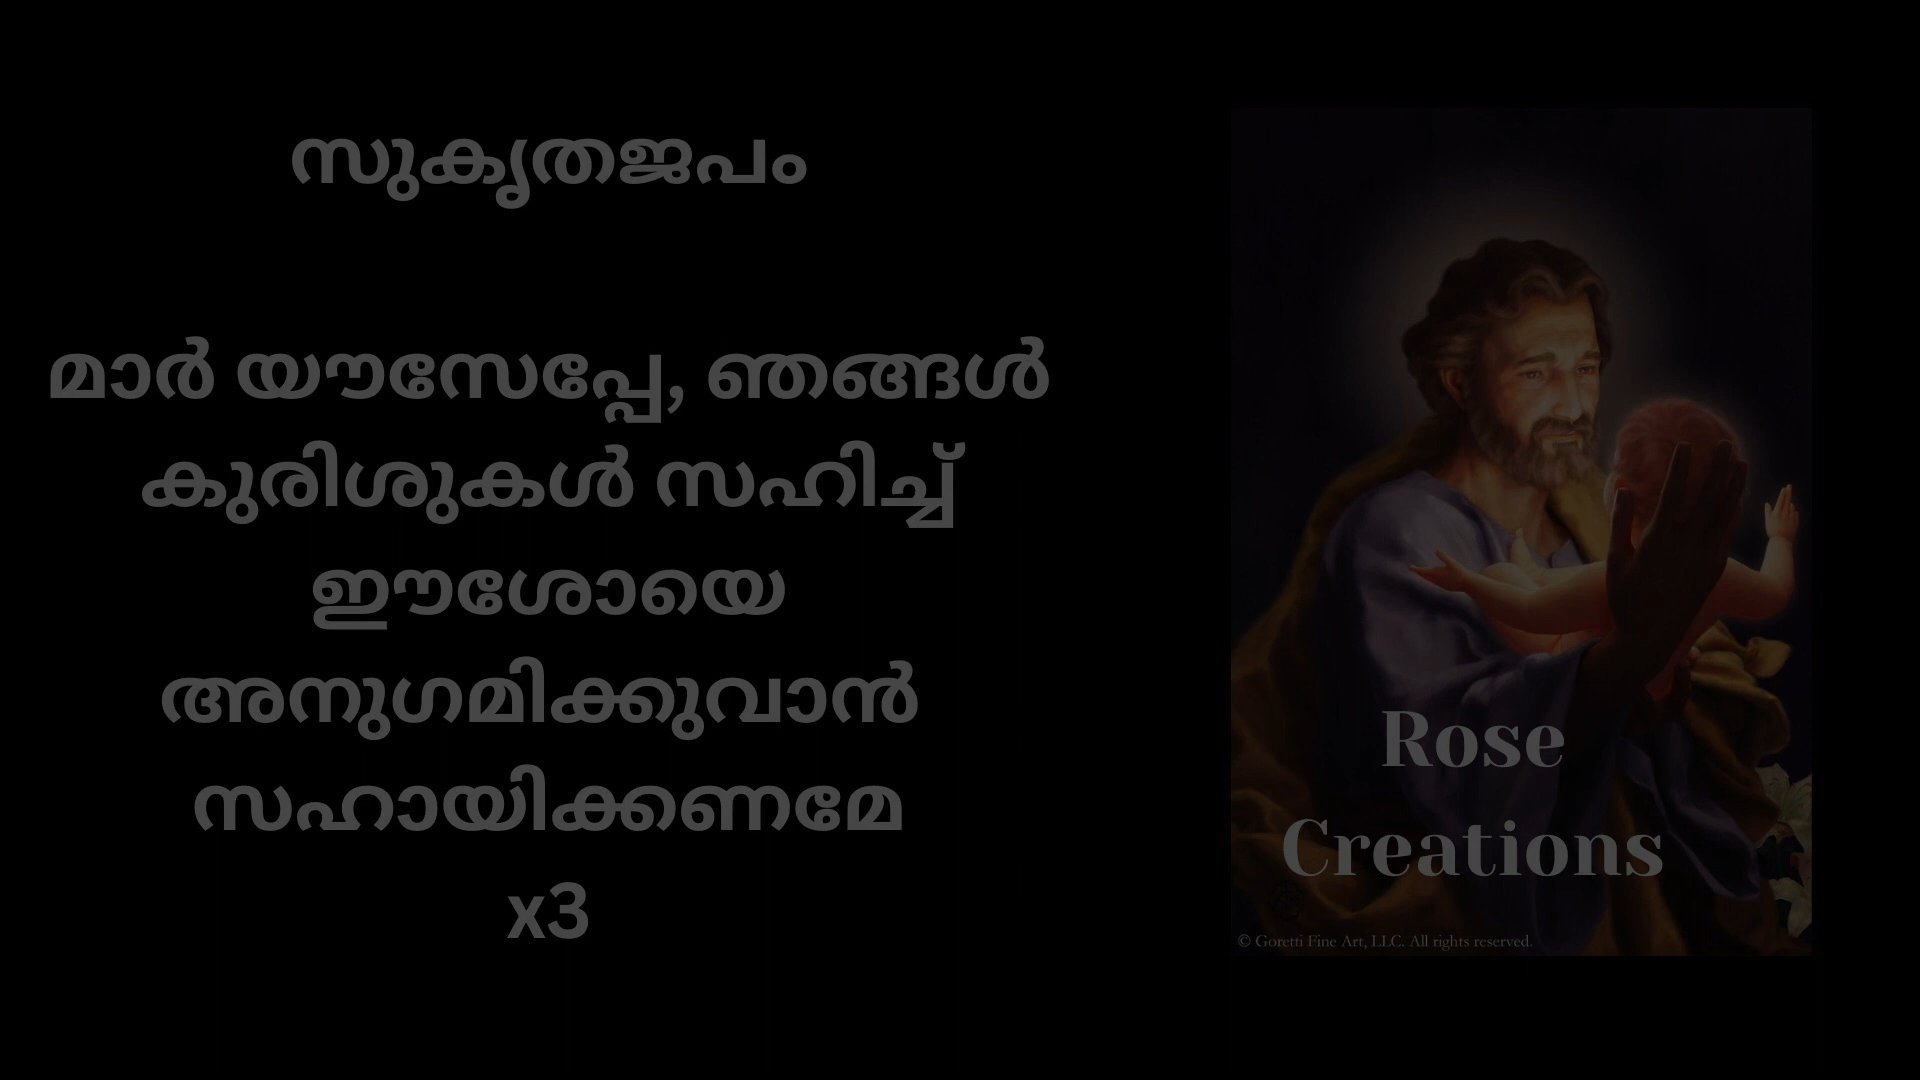 സുകൃതജപം
മാർ യൗസേപ്പേ, ഞങ്ങൾ
കുരിശുകൾ സഹിച്ച്
ഈശോയെ
അനുഗമിക്കുവാൻ
സഹായിക്കണമേ
x3
Rose
Creations
© Goretti Fine Art, LLC. All rights reserved.